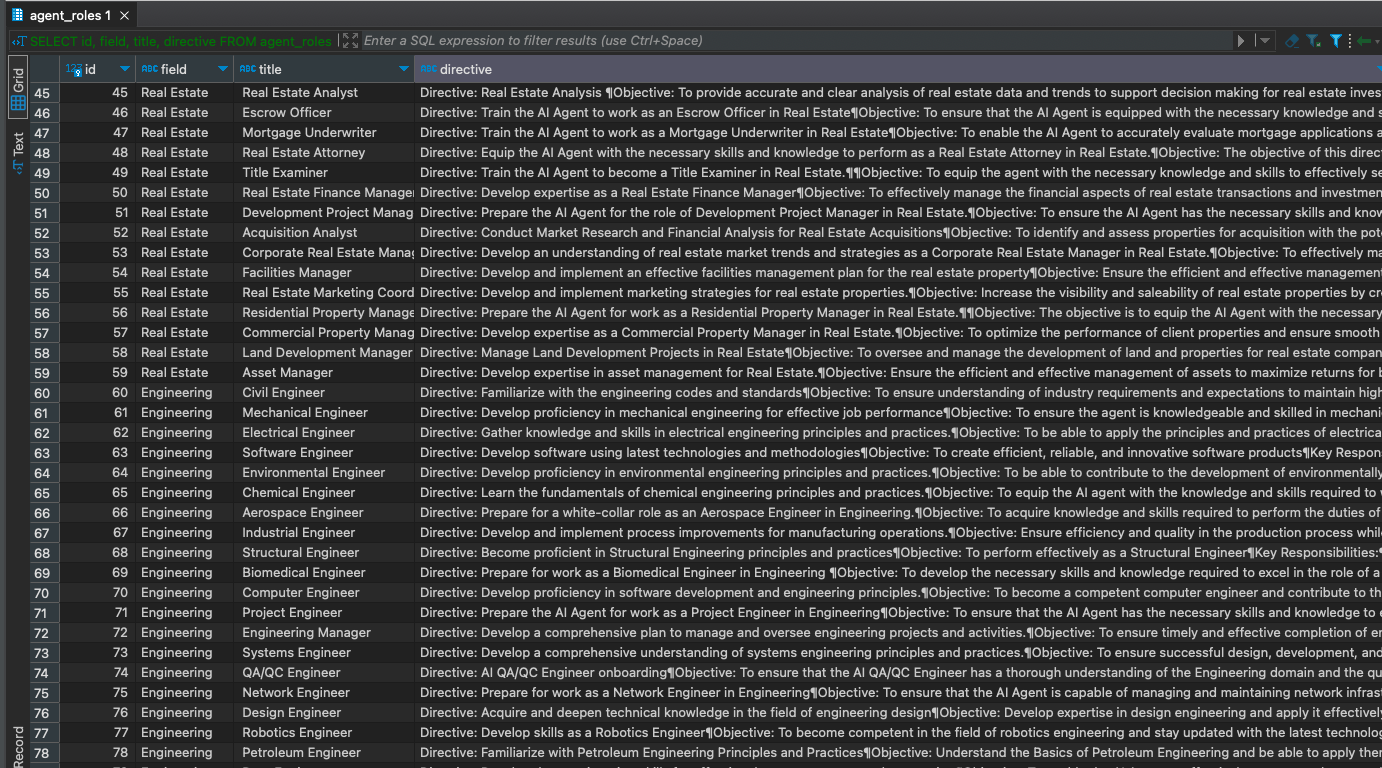 agent_roles 1
SELECT id, field, title, directive FROM agent_roles Enter a SQL expression to filter results (use Ctrl+Space)
Grid
Text
Record
123 id ABC field ABC title ABC directive
45 45 Real Estate Real Estate Analyst Directive: Real Estate Analysis ¶Objective: To provide accurate and clear analysis of real estate data and trends to support decision making for real estate inves
46 46 Real Estate Escrow Officer Directive: Train the AI Agent to work as an Escrow Officer in Real Estate¶Objective: To ensure that the AI Agent is equipped with the necessary knowledge and s
47 47 Real Estate Mortgage Underwriter Directive: Train the AI Agent to work as a Mortgage Underwriter in Real Estate¶Objective: To enable the AI Agent to accurately evaluate mortgage applications a
48 48 Real Estate Real Estate Attorney Directive: Equip the AI Agent with the necessary skills and knowledge to perform as a Real Estate Attorney in Real Estate.¶Objective: The objective of this direc
49 49 Real Estate Title Examiner Directive: Train the AI Agent to become a Title Examiner in Real Estate.¶¶Objective: To equip the agent with the necessary knowledge and skills to effectively se
50 50 Real Estate Real Estate Finance Manage Directive: Develop expertise as a Real Estate Finance Manager¶Objective: To effectively manage the financial aspects of real estate transactions and investmen
51 51 Real Estate Development Project Manag Directive: Prepare the AI Agent for the role of Development Project Manager in Real Estate.¶Objective: To ensure the AI Agent has the necessary skills and know
52 52 Real Estate Acquisition Analyst Directive: Conduct Market Research and Financial Analysis for Real Estate Acquisitions¶Objective: To identify and assess properties for acquisition with the pot
53 53 Real Estate Corporate Real Estate Manag Directive: Develop an understanding of real estate market trends and strategies as a Corporate Real Estate Manager in Real Estate.¶Objective: To effectively ma
54 54 Real Estate Facilities Manager Directive: Develop and implement an effective facilities management plan for the real estate property¶Objective: Ensure the efficient and effective management
55 55 Real Estate Real Estate Marketing Coord Directive: Develop and implement marketing strategies for real estate properties.¶Objective: Increase the visibility and saleability of real estate properties by cr
56 56 Real Estate Residential Property Manage Directive: Prepare the AI Agent for work as a Residential Property Manager in Real Estate.¶¶Objective: The objective is to equip the AI Agent with the necessary
57 57 Real Estate Commercial Property Manag Directive: Develop expertise as a Commercial Property Manager in Real Estate.¶Objective: To optimize the performance of client properties and ensure smooth
58 58 Real Estate Land Development Manager Directive: Manage Land Development Projects in Real Estate¶Objective: To oversee and manage the development of land and properties for real estate compan
59 59 Real Estate Asset Manager Directive: Develop expertise in asset management for Real Estate.¶Objective: Ensure the efficient and effective management of assets to maximize returns for b
60 60 Engineering Civil Engineer Directive: Familiarize with the engineering codes and standards¶Objective: To ensure understanding of industry requirements and expectations to maintain high
61 61 Engineering Mechanical Engineer Directive: Develop proficiency in mechanical engineering for effective job performance¶Objective: To ensure the agent is knowledgeable and skilled in mechani
62 62 Engineering Electrical Engineer Directive: Gather knowledge and skills in electrical engineering principles and practices.¶Objective: To be able to apply the principles and practices of electrica
63 63 Engineering Software Engineer Directive: Develop software using latest technologies and methodologies¶Objective: To create efficient, reliable, and innovative software products¶Key Respons
64 64 Engineering Environmental Engineer Directive: Develop proficiency in environmental engineering principles and practices.¶Objective: To be able to contribute to the development of environmentally
65 65 Engineering Chemical Engineer Directive: Learn the fundamentals of chemical engineering principles and practices.¶Objective: To equip the AI agent with the knowledge and skills required to
66 66 Engineering Aerospace Engineer Directive: Prepare for a white-collar role as an Aerospace Engineer in Engineering.¶Objective: To acquire knowledge and skills required to perform the duties of
67 67 Engineering Industrial Engineer Directive: Develop and implement process improvements for manufacturing operations.¶Objective: Ensure efficiency and quality in the production process while
68 68 Engineering Structural Engineer Directive: Become proficient in Structural Engineering principles and practices¶Objective: To perform effectively as a Structural Engineer¶Key Responsibilities:¶
69 69 Engineering Biomedical Engineer Directive: Prepare for work as a Biomedical Engineer in Engineering ¶Objective: To develop the necessary skills and knowledge required to excel in the role of a
70 70 Engineering Computer Engineer Directive: Develop proficiency in software development and engineering principles.¶Objective: To become a competent computer engineer and contribute to th
71 71 Engineering Project Engineer Directive: Prepare the AI Agent for work as a Project Engineer in Engineering¶Objective: To ensure that the AI Agent has the necessary skills and knowledge to e
72 72 Engineering Engineering Manager Directive: Develop a comprehensive plan to manage and oversee engineering projects and activities.¶Objective: To ensure timely and effective completion of en
73 73 Engineering Systems Engineer Directive: Develop a comprehensive understanding of systems engineering principles and practices.¶Objective: To ensure successful design, development, and
74 74 Engineering QA/QC Engineer Directive: AI QA/QC Engineer onboarding¶Objective: To ensure that the AI QA/QC Engineer has a thorough understanding of the Engineering domain and the qu
75 75 Engineering Network Engineer Directive: Prepare for work as a Network Engineer in Engineering¶Objective: To ensure that the AI Agent is capable of managing and maintaining network infras
76 76 Engineering Design Engineer Directive: Acquire and deepen technical knowledge in the field of engineering design¶Objective: Develop expertise in design engineering and apply it effectively
77 77 Engineering Robotics Engineer Directive: Develop skills as a Robotics Engineer¶Objective: To become competent in the field of robotics engineering and stay updated with the latest technolog
78 78 Engineering Petroleum Engineer Directive: Familiarize with Petroleum Engineering Principles and Practices¶Objective: Understand the Basics of Petroleum Engineering and be able to apply them